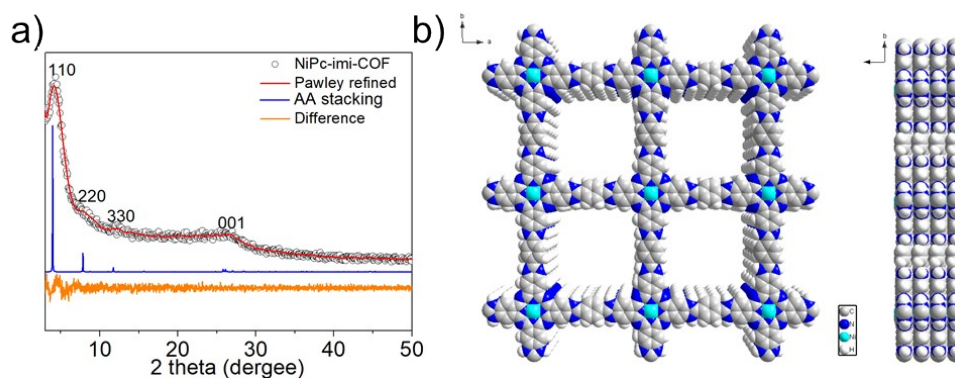 a)
NiPc-imi-COF
Pawley refined
AA stacking
Difference
110
220
330
001
10 20 30 40 50
2 theta (dergee)
b)
b
a
C
N
Ni
H
b